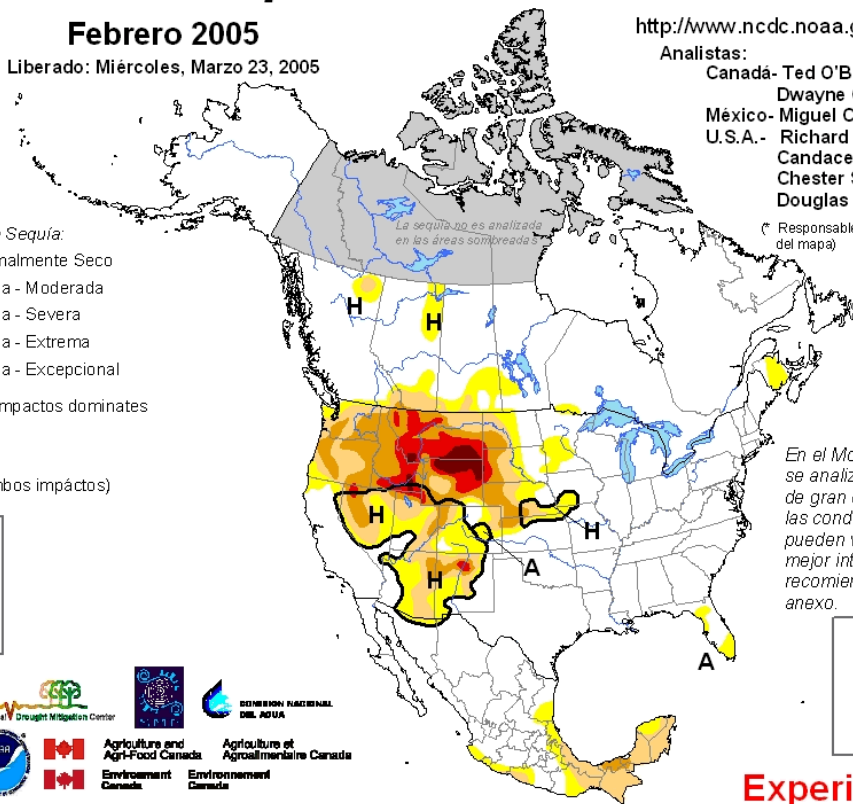 Febrero 2005
Liberado: Miércoles, Marzo 23, 2005
http://www.ncdc.noaa.g
Analistas:
Canadá- Ted O'B
Dwayne
México- Miguel C
U.S.A.- Richard
Candace
Chester S
Douglas
(* Responsable
del mapa)
La sequía no es analizada
en las áreas sombreadas
Sequía:
malmente Seco
a - Moderada
a - Severa
a - Extrema
a - Excepcional
mpactos dominates
mbos impáctos)
H
H
H
H
H
A
A
En el Mo
se analiz
de gran
las cond
pueden v
mejor int
recomien
anexo.
al Drought Mitigation Center
COMISION NACIONAL
DEL AGUA
Agriculture and
Agri-Food Canada
Agriculture et
Agroalimentaire Canada
Environment
Canada
Environnement
Canada
Experi